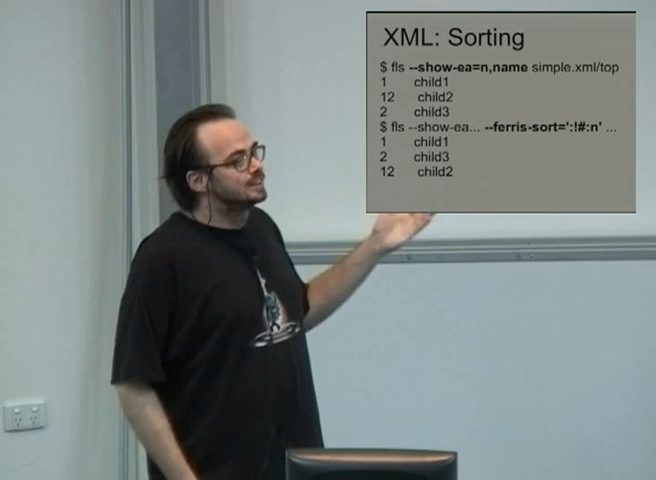 XML: Sorting
$ fls --show-ea=n,name simple.xml/top
1 child1
12 child2
2 child3
$ fls --show-ea... --ferris-sort=':!#:n' ...
1 child1
2 child3
12 child2